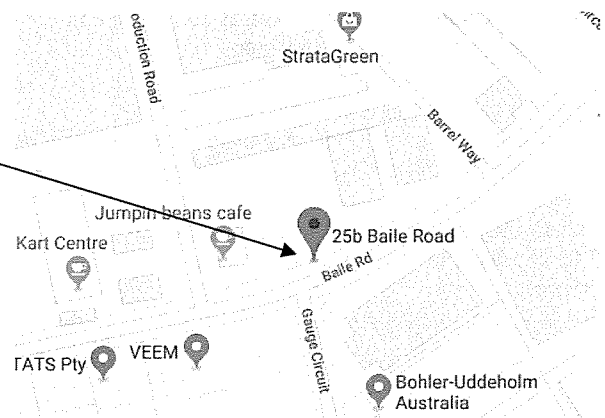 oduction Road
StrataGreen
Barrel Way
Jumpin beans cafe
25b Baile Road
Kart Centre
Baile Rd
Gauge Circuit
TATS Pty
VEEM
Bohler-Uddeholm
Australia